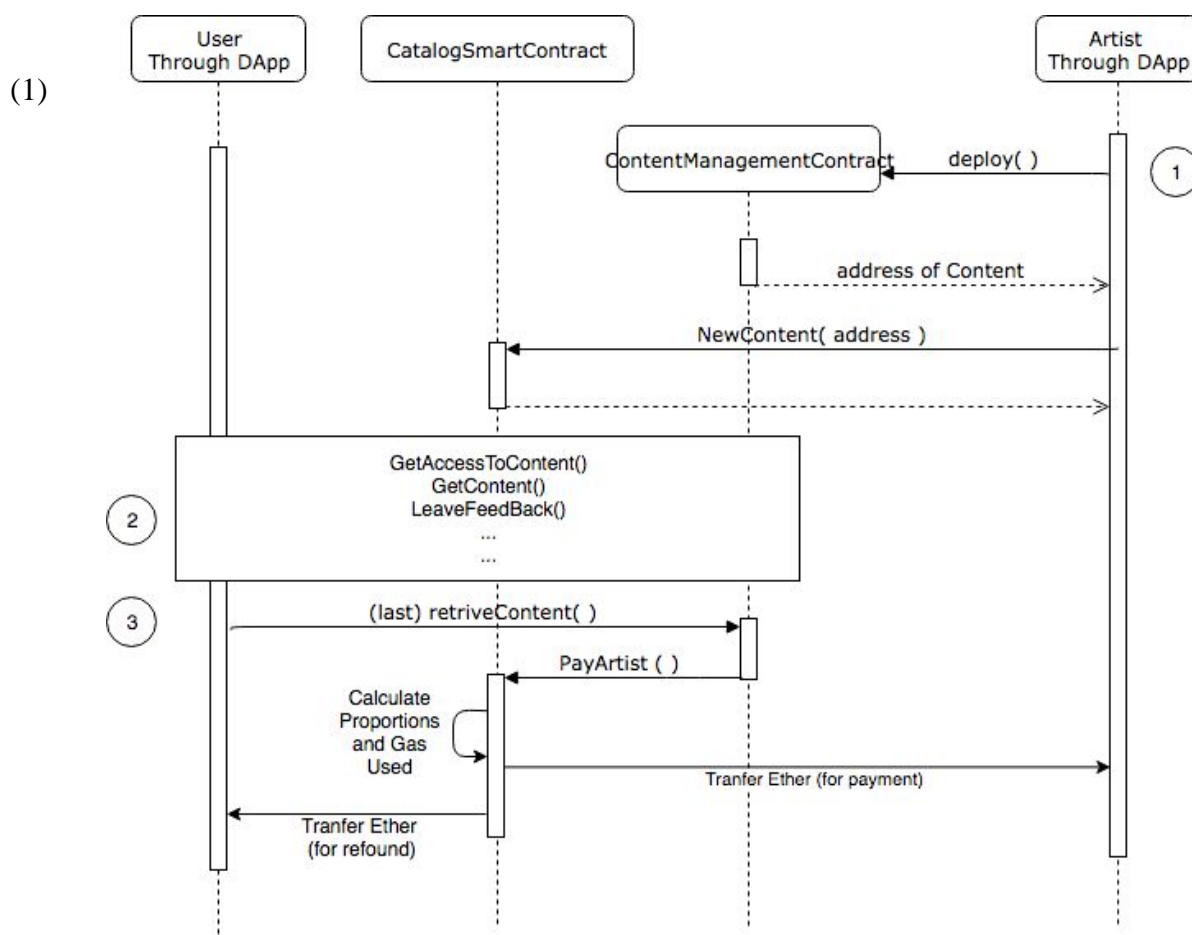 User
Through DApp
CatalogSmartContract
Artist
Through DApp
(1)
ContentManagementContract
deploy( )
1
address of Content
NewContent( address )
GetAccessToContent()
GetContent()
LeaveFeedBack()
...
...
2
3
(last) retriveContent( )
PayArtist ( )
Calculate
Proportions
and Gas
Used
Tranfer Ether (for payment)
Tranfer Ether
(for refound)